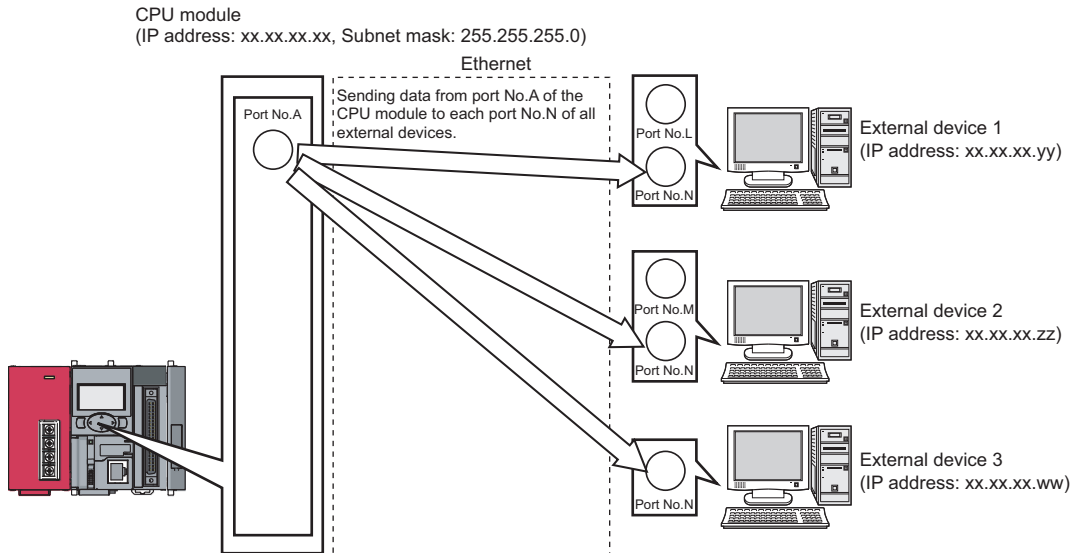 CPU module
(IP address: xx.xx.xx.xx, Subnet mask: 255.255.255.0)
Ethernet
Port No.A
Sending data from port No.A of the
CPU module to each port No.N of all
external devices.
Port No.L
Port No.N
External device 1
(IP address: xx.xx.xx.yy)
Port No.M
Port No.N
External device 2
(IP address: xx.xx.xx.zz)
Port No.N
External device 3
(IP address: xx.xx.xx.ww)